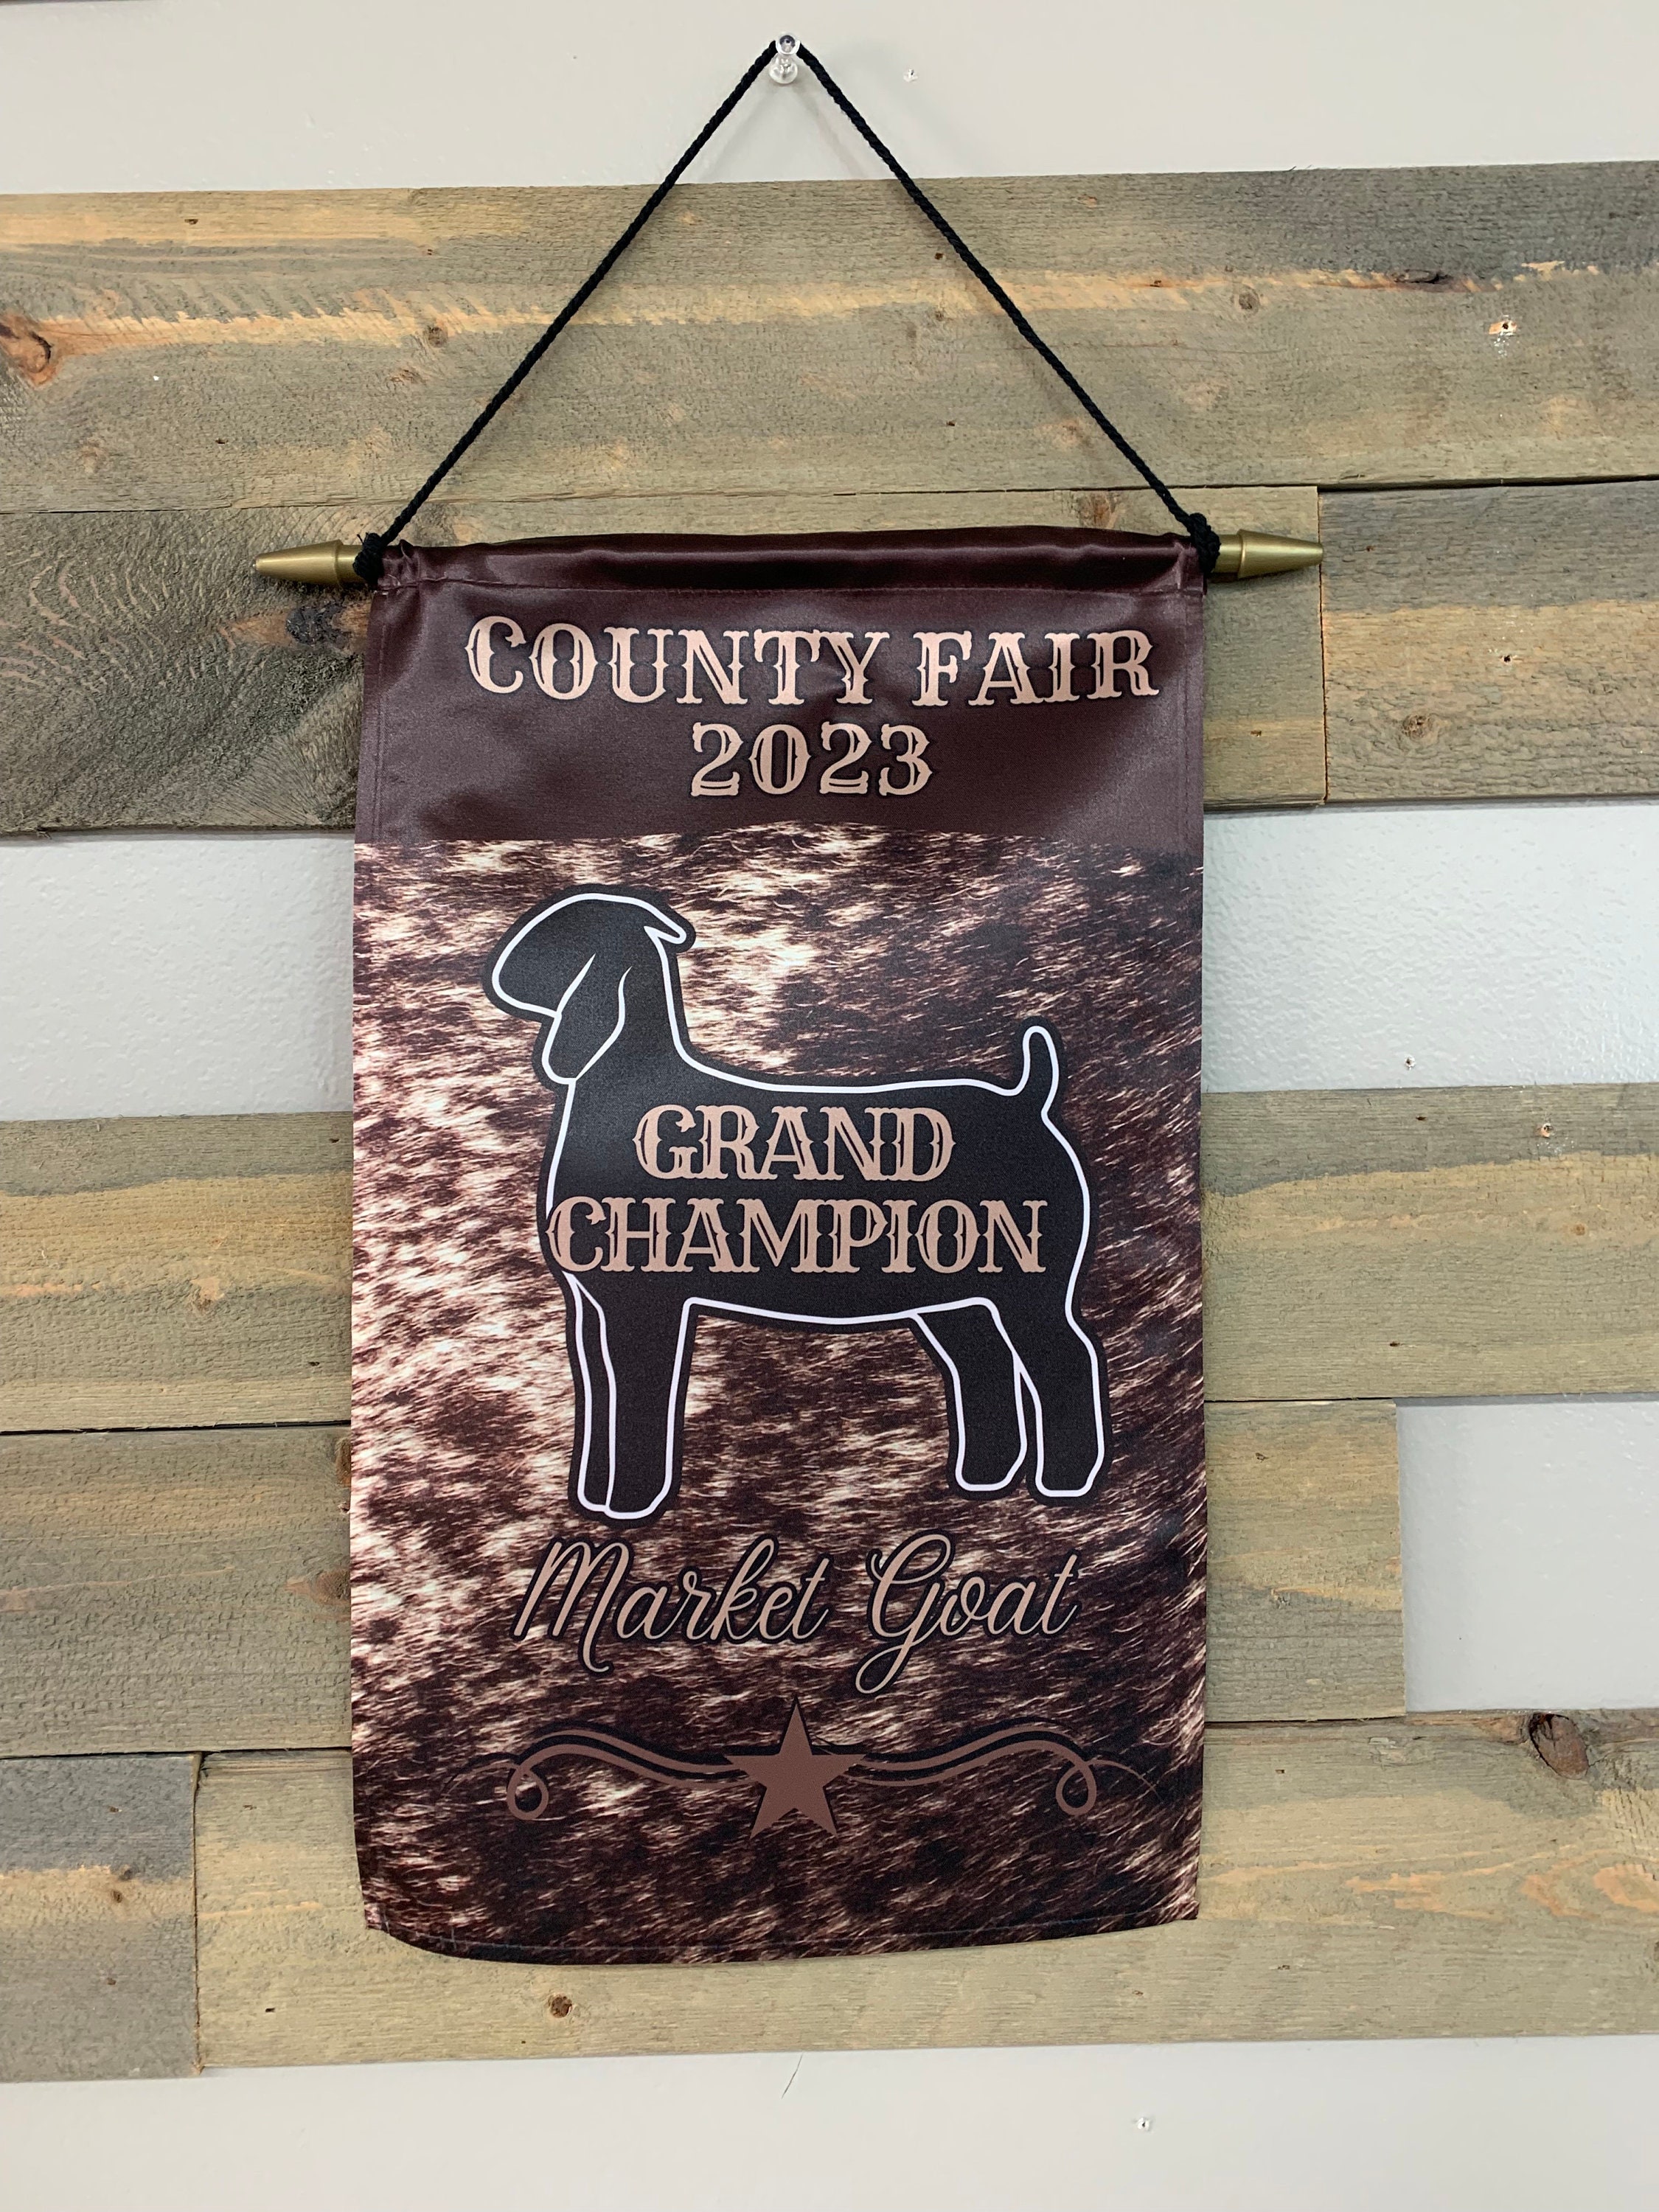 COUNTY FAIR
2023
GRAND
CHAMPION
Market Goat